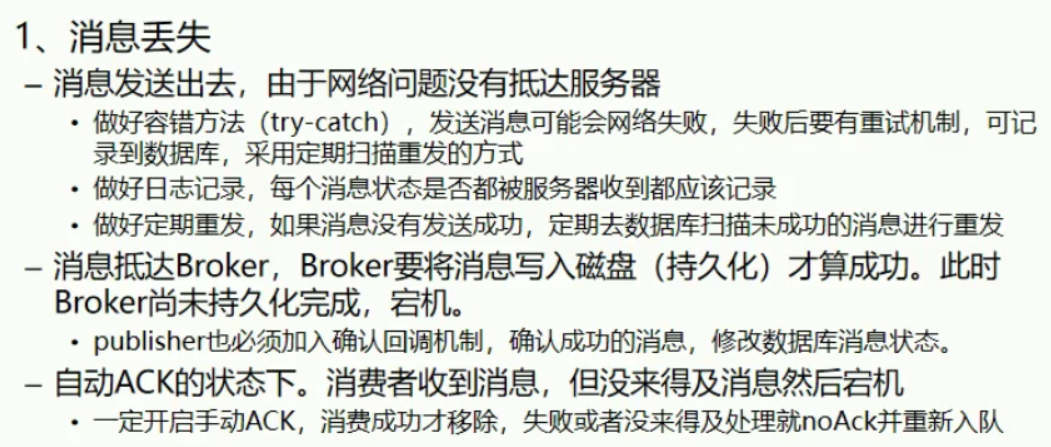 1、消息丢失
– 消息发送出去，由于网络问题没有抵达服务器
• 做好容错方法（try-catch），发送消息可能会网络失败，失败后要有重试机制，可记
录到数据库，采用定期扫描重发的方式
• 做好日志记录，每个消息状态是否都被服务器收到都应该记录
• 做好定期重发，如果消息没有发送成功，定期去数据库扫描未成功的消息进行重发
– 消息抵达Broker，Broker要将消息写入磁盘（持久化）才算成功。此时
Broker尚未持久化完成，宕机。
• publisher也必须加入确认回调机制，确认成功的消息，修改数据库消息状态。
– 自动ACK的状态下。消费者收到消息，但没来得及消息然后宕机
• 一定开启手动ACK，消费成功才移除，失败或者没来得及处理就noAck并重新入队